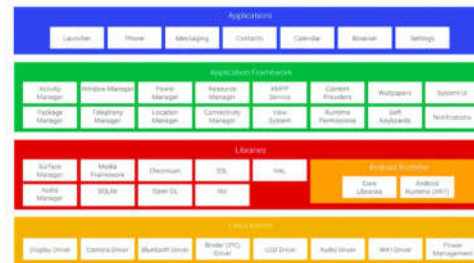 Applications
Launcher Phone Messaging Contacts Calendar Browser Settings
Application Framework
Activity Manager Window Manager Power Manager Resource Manager XMPP Service Content Providers Wallpapers System UI
Package Manager Telephony Manager Location Manager Connectivity Manager View System Runtime Permissions Soft Keyboards Notifications
Libraries
Surface Manager Media Framework Chromium SSL HAL
Audio Manager SQLite Open GL
Android Runtime
Core Libraries Android Runtime (ART)
Linux Kernel
Display Driver Camera Driver Bluetooth Driver Binder (IPC) Driver USB Driver Audio Driver WiFi Driver Power Management